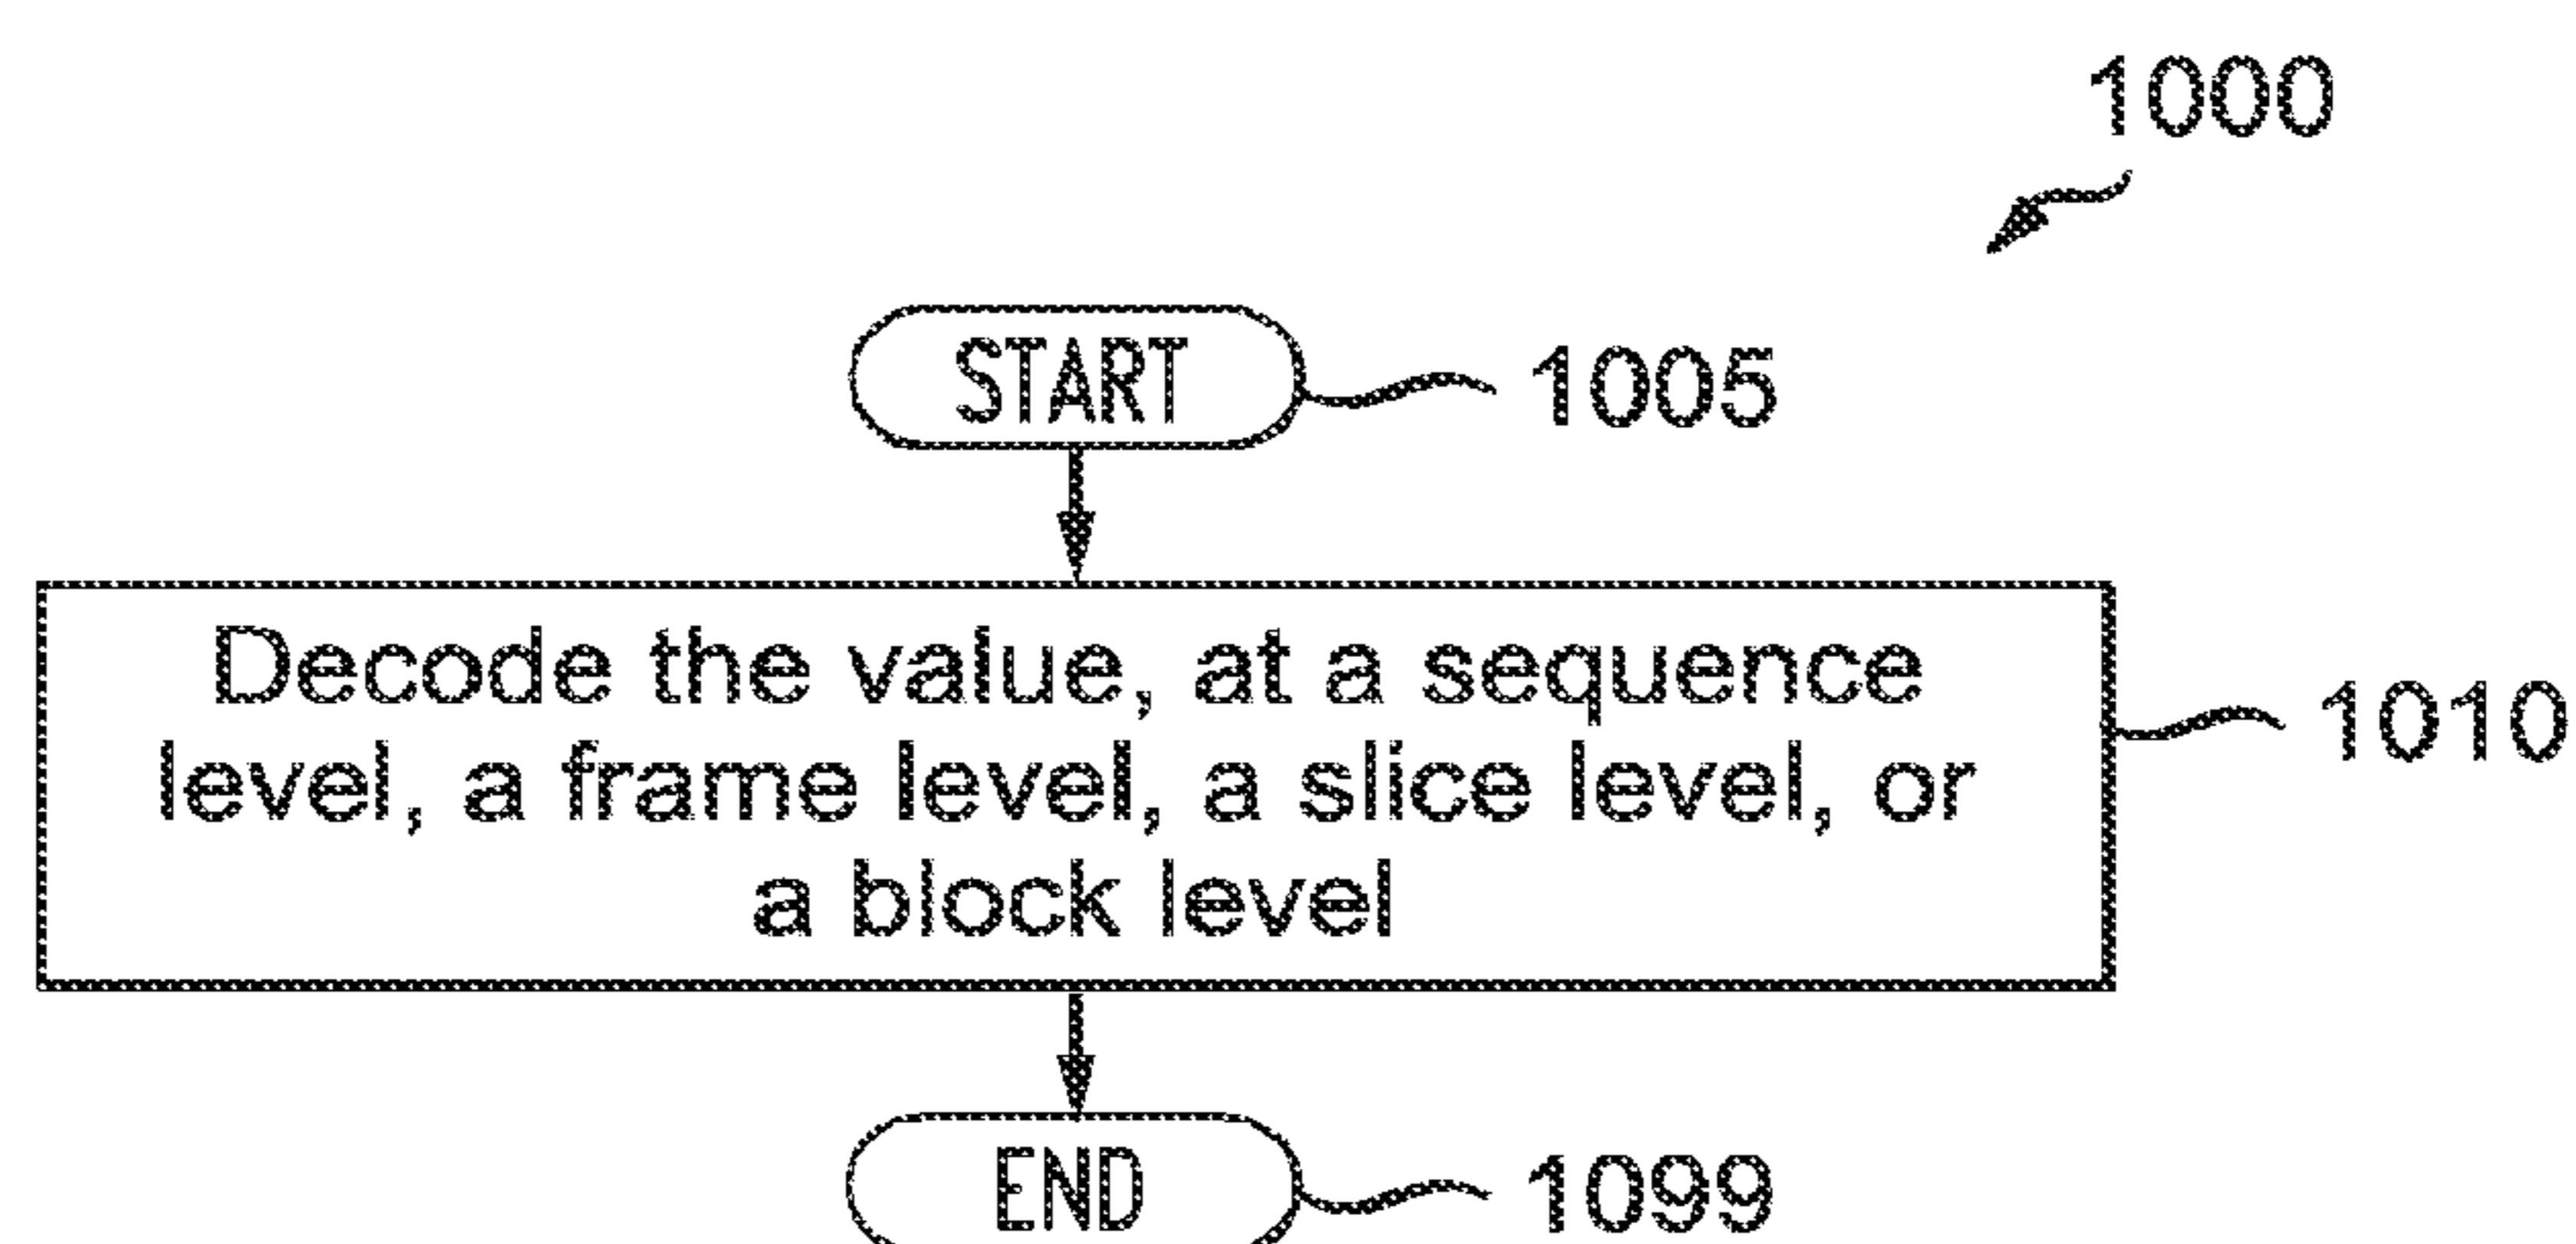 1000
START 1005
Decode the value, at a sequence
level, a frame level, a slice level, or
a block level
1010
END 1099